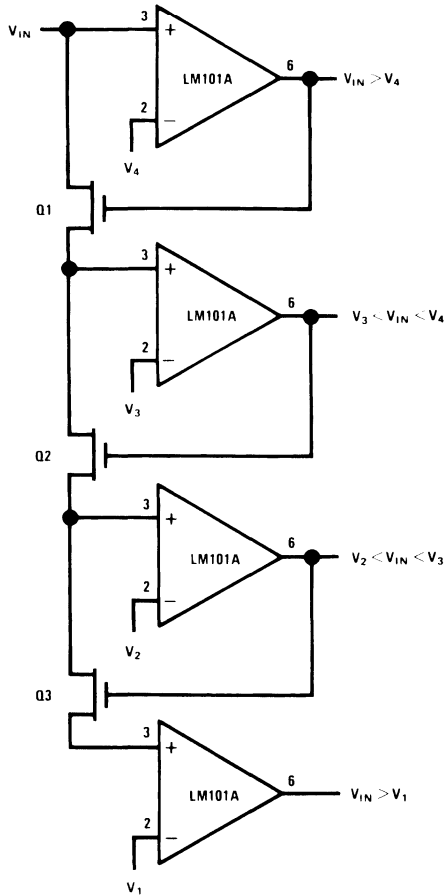 V_IN
3
+
LM101A
6
V_IN > V_4
2
−
V_4
Q1
3
+
LM101A
6
V_3 < V_IN < V_4
2
−
V_3
Q2
3
+
LM101A
6
V_2 < V_IN < V_3
2
−
V_2
Q3
3
+
LM101A
6
V_IN > V_1
2
−
V_1